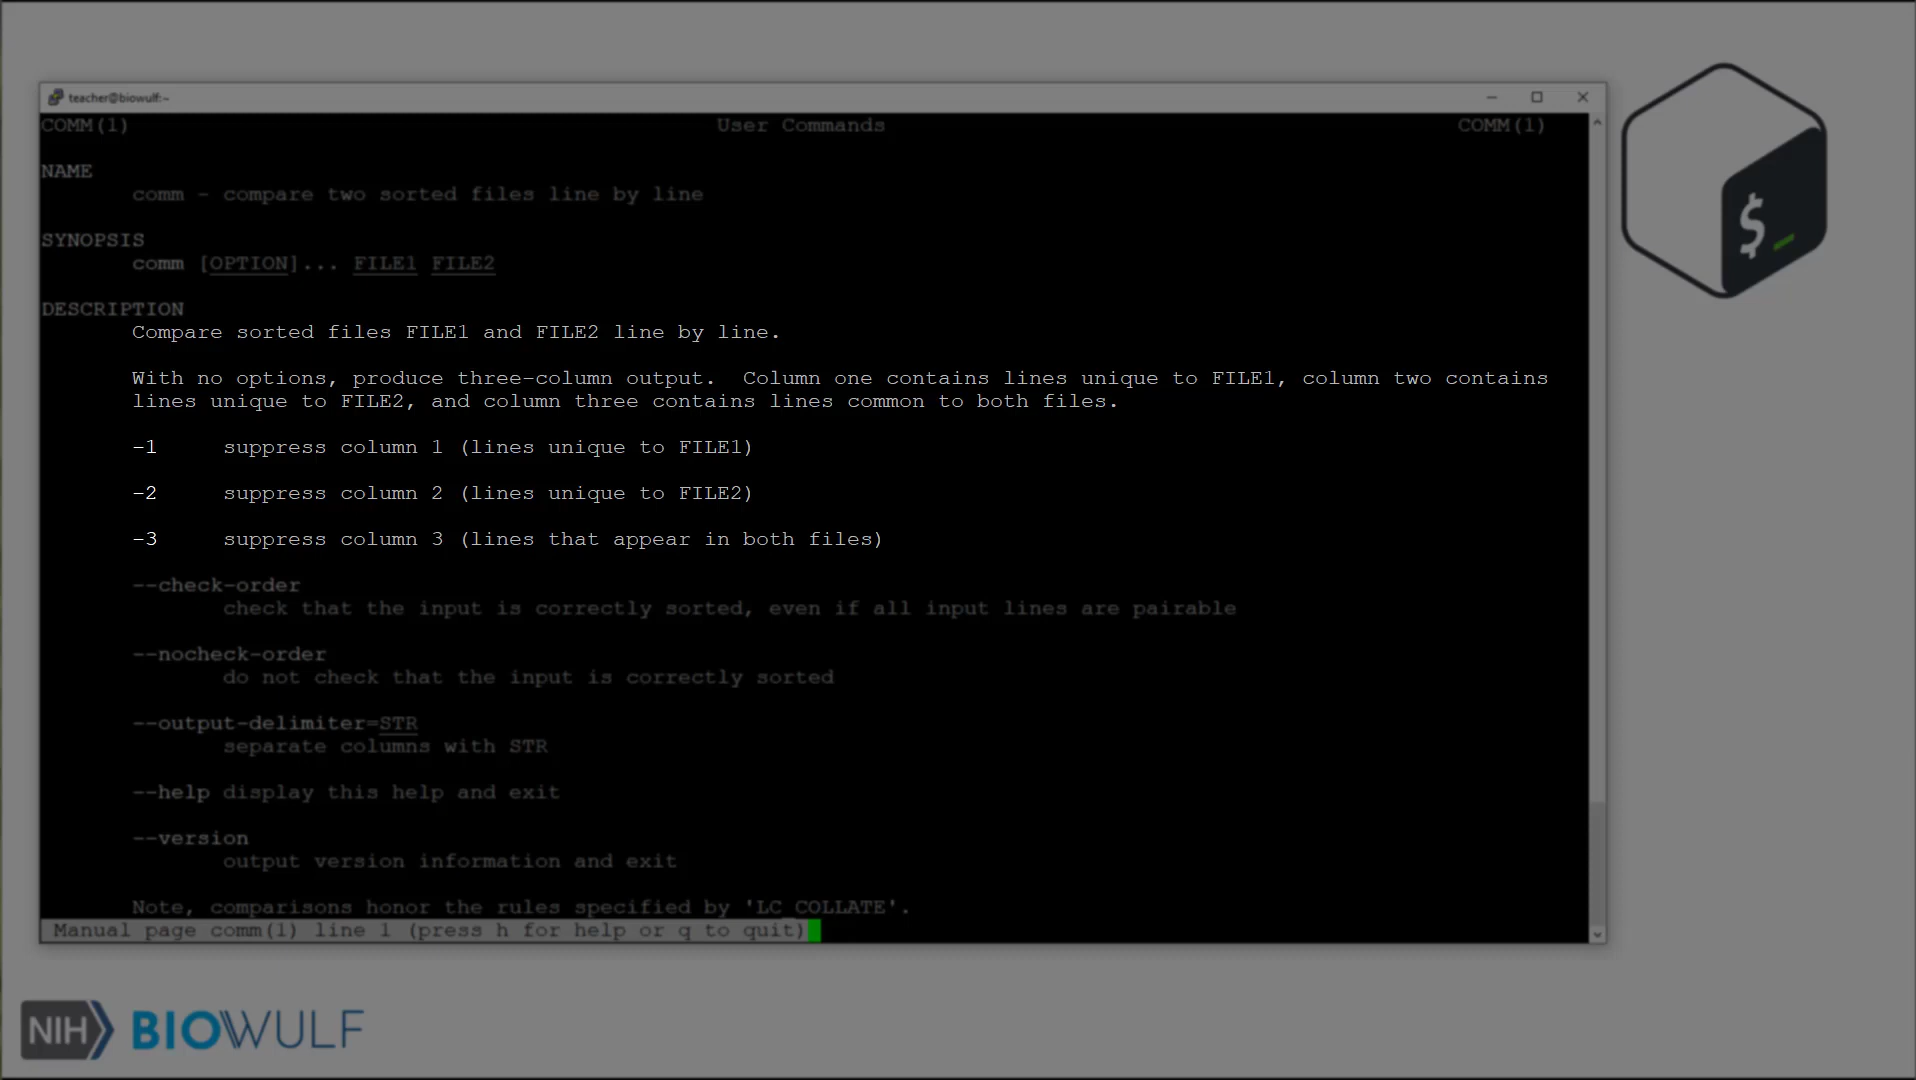 teacher@biowulf:~
COMM(1) User Commands COMM(1)
NAME
comm - compare two sorted files line by line
SYNOPSIS
comm [OPTION]... FILE1 FILE2
DESCRIPTION
Compare sorted files FILE1 and FILE2 line by line.
With no options, produce three-column output. Column one contains lines unique to FILE1, column two contains
lines unique to FILE2, and column three contains lines common to both files.
-1 suppress column 1 (lines unique to FILE1)
-2 suppress column 2 (lines unique to FILE2)
-3 suppress column 3 (lines that appear in both files)
--check-order
check that the input is correctly sorted, even if all input lines are pairable
--nocheck-order
do not check that the input is correctly sorted
--output-delimiter=STR
separate columns with STR
--help display this help and exit
--version
output version information and exit
Note, comparisons honor the rules specified by 'LC_COLLATE'.
Manual page comm(1) line 1 (press h for help or q to quit)
$_
NIH BIOWULF